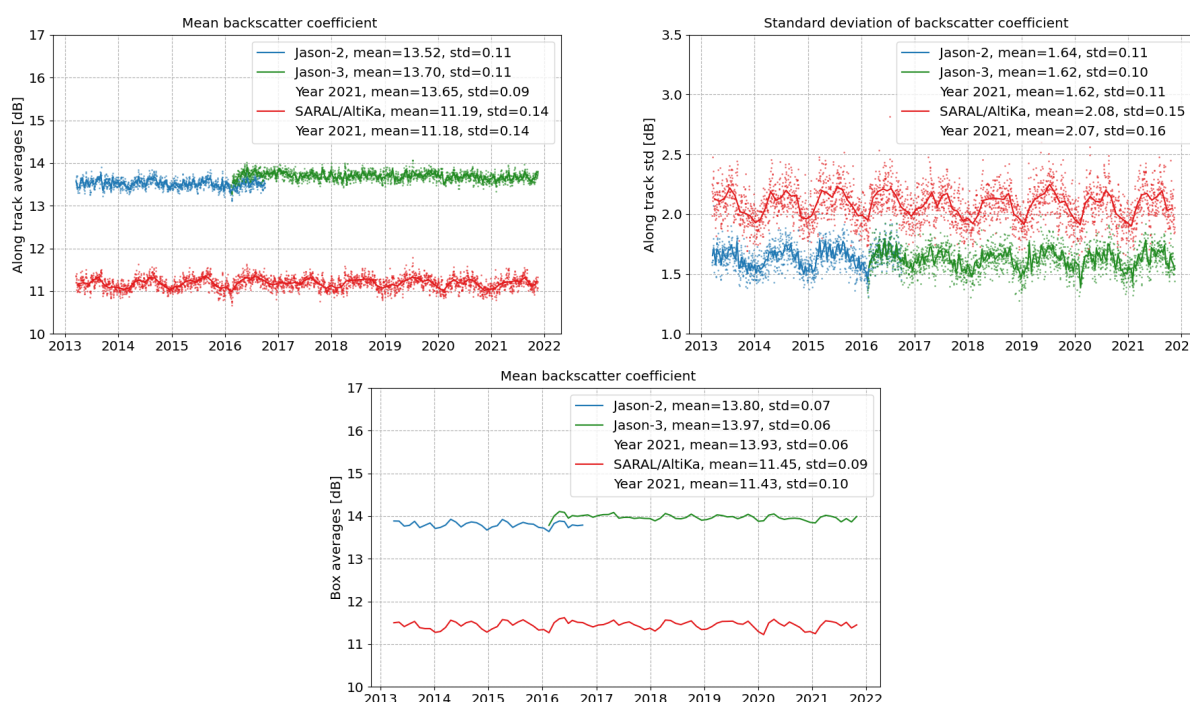 Mean backscatter coefficient
Along track averages [dB]
17
16
15
14
13
12
11
10
Jason-2, mean=13.52, std=0.11
Jason-3, mean=13.70, std=0.11
Year 2021, mean=13.65, std=0.09
SARAL/AltiKa, mean=11.19, std=0.14
Year 2021, mean=11.18, std=0.14
2013 2014 2015 2016 2017 2018 2019 2020 2021 2022
Standard deviation of backscatter coefficient
Along track std [dB]
3.5
3.0
2.5
2.0
1.5
1.0
Jason-2, mean=1.64, std=0.11
Jason-3, mean=1.62, std=0.10
Year 2021, mean=1.62, std=0.11
SARAL/AltiKa, mean=2.08, std=0.15
Year 2021, mean=2.07, std=0.16
2013 2014 2015 2016 2017 2018 2019 2020 2021
Mean backscatter coefficient
Box averages [dB]
17
16
15
14
13
12
11
10
Jason-2, mean=13.80, std=0.07
Jason-3, mean=13.97, std=0.06
Year 2021, mean=13.93, std=0.06
SARAL/AltiKa, mean=11.45, std=0.09
Year 2021, mean=11.43, std=0.10
2013 2014 2015 2016 2017 2018 2019 2020 2021 2022